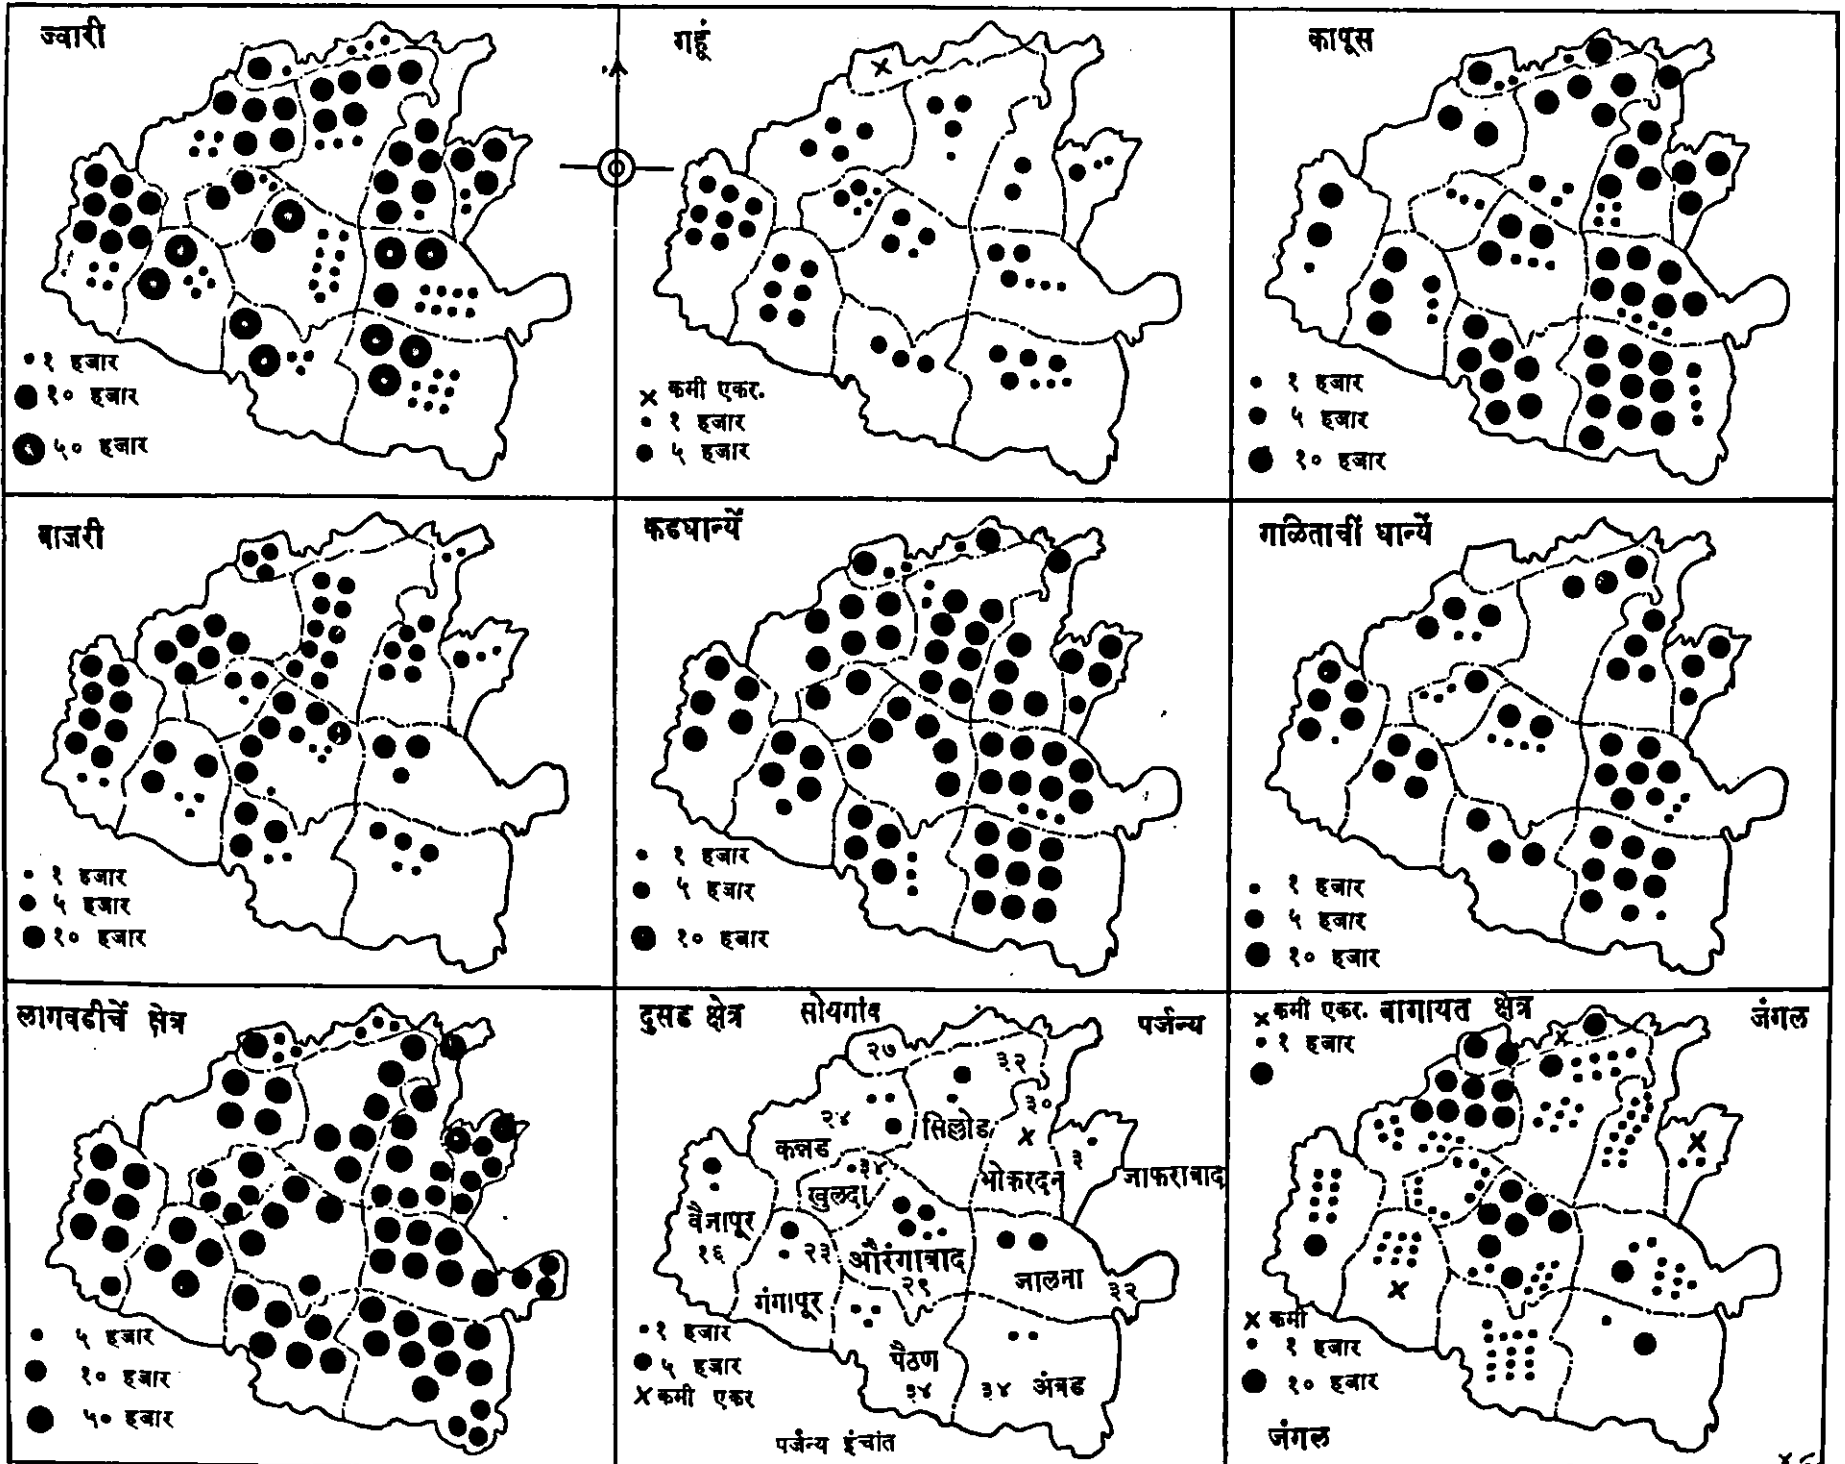 ज्वारी
१ हजार
१० हजार
५० हजार
गहूं
x कमी एकर.
१ हजार
५ हजार
कापूस
१ हजार
५ हजार
१० हजार
बाजरी
१ हजार
५ हजार
१० हजार
कडधान्यें
१ हजार
५ हजार
१० हजार
गळिताचीं धान्यें
१ हजार
५ हजार
१० हजार
लागवडीचें क्षेत्र
५ हजार
१० हजार
५० हजार
दुसड क्षेत्र सोयगांव पर्जन्य
२७ ३२
२४ ३०
कन्नड सिल्लोड x
३४ ३
खुलदा भोकरदन जाफराबाद
वैजापूर
१६ २३ औरंगाबाद
२९ जालना ३२
गंगापूर
१ हजार
५ हजार
x कमी एकर
पैठण
३४ ३४ अंबड
पर्जन्य इंचांत
x कमी एकर. बागायत क्षेत्र जंगल
१ हजार
x
x
x
x कमी
१ हजार
१० हजार
जंगल